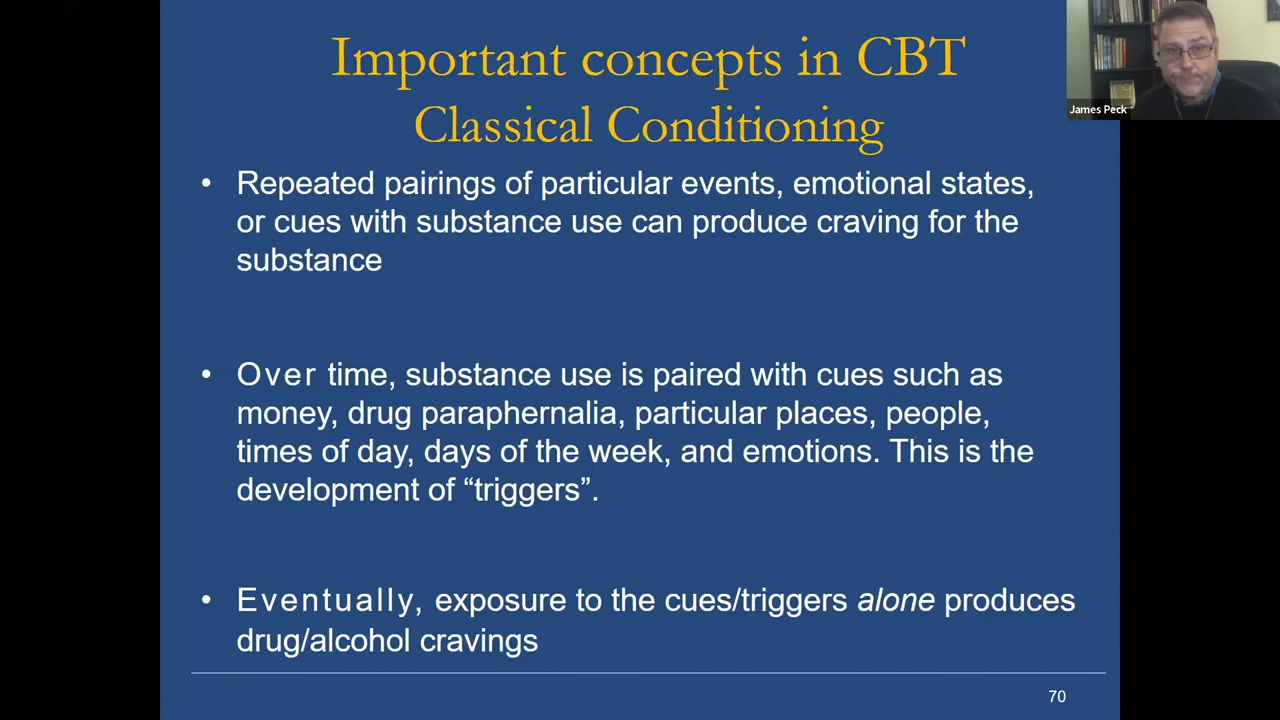 Important concepts in CBT
Classical Conditioning
James Peck
• Repeated pairings of particular events, emotional states,
or cues with substance use can produce craving for the
substance
• Over time, substance use is paired with cues such as
money, drug paraphernalia, particular places, people,
times of day, days of the week, and emotions. This is the
development of “triggers”.
• Eventually, exposure to the cues/triggers alone produces
drug/alcohol cravings
70